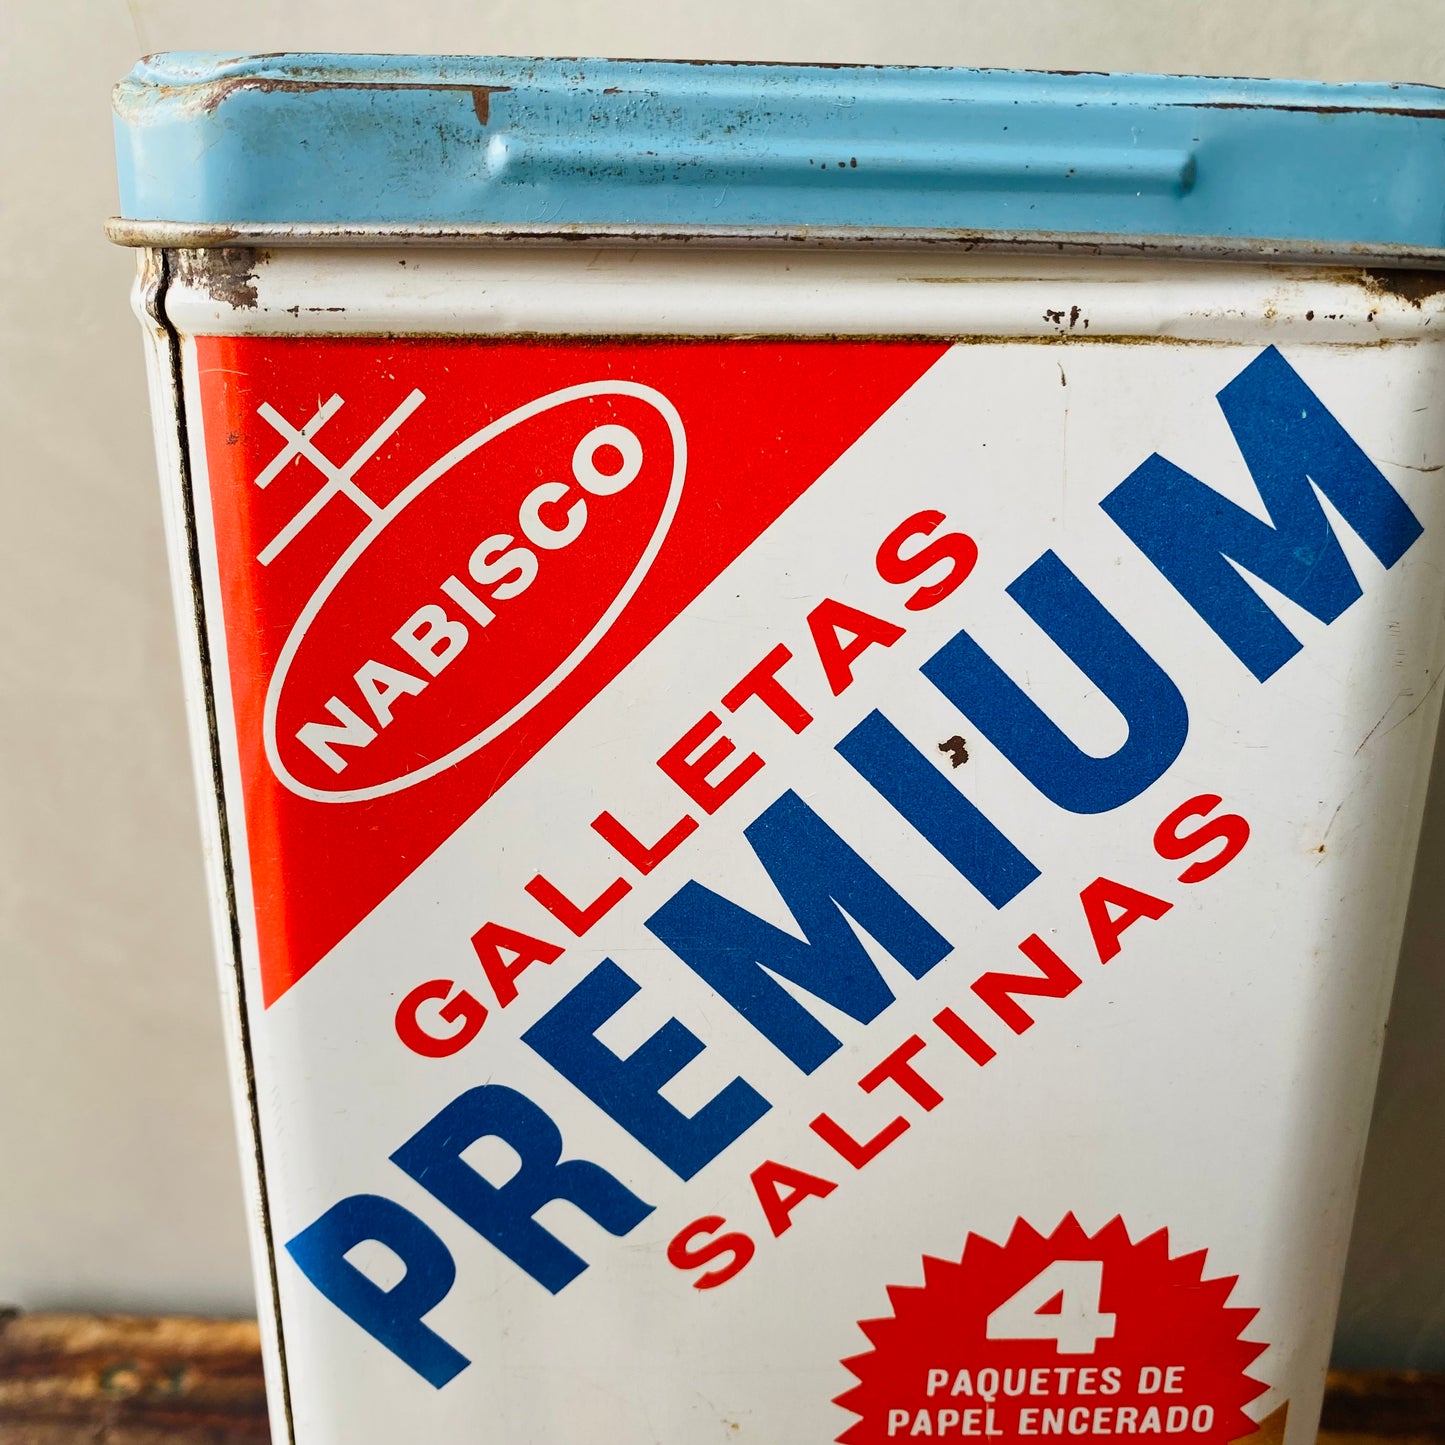 NABISCO
GALLETAS
PREMIUM
SALTINAS
4
PAQUETES DE
PAPEL ENCERADO